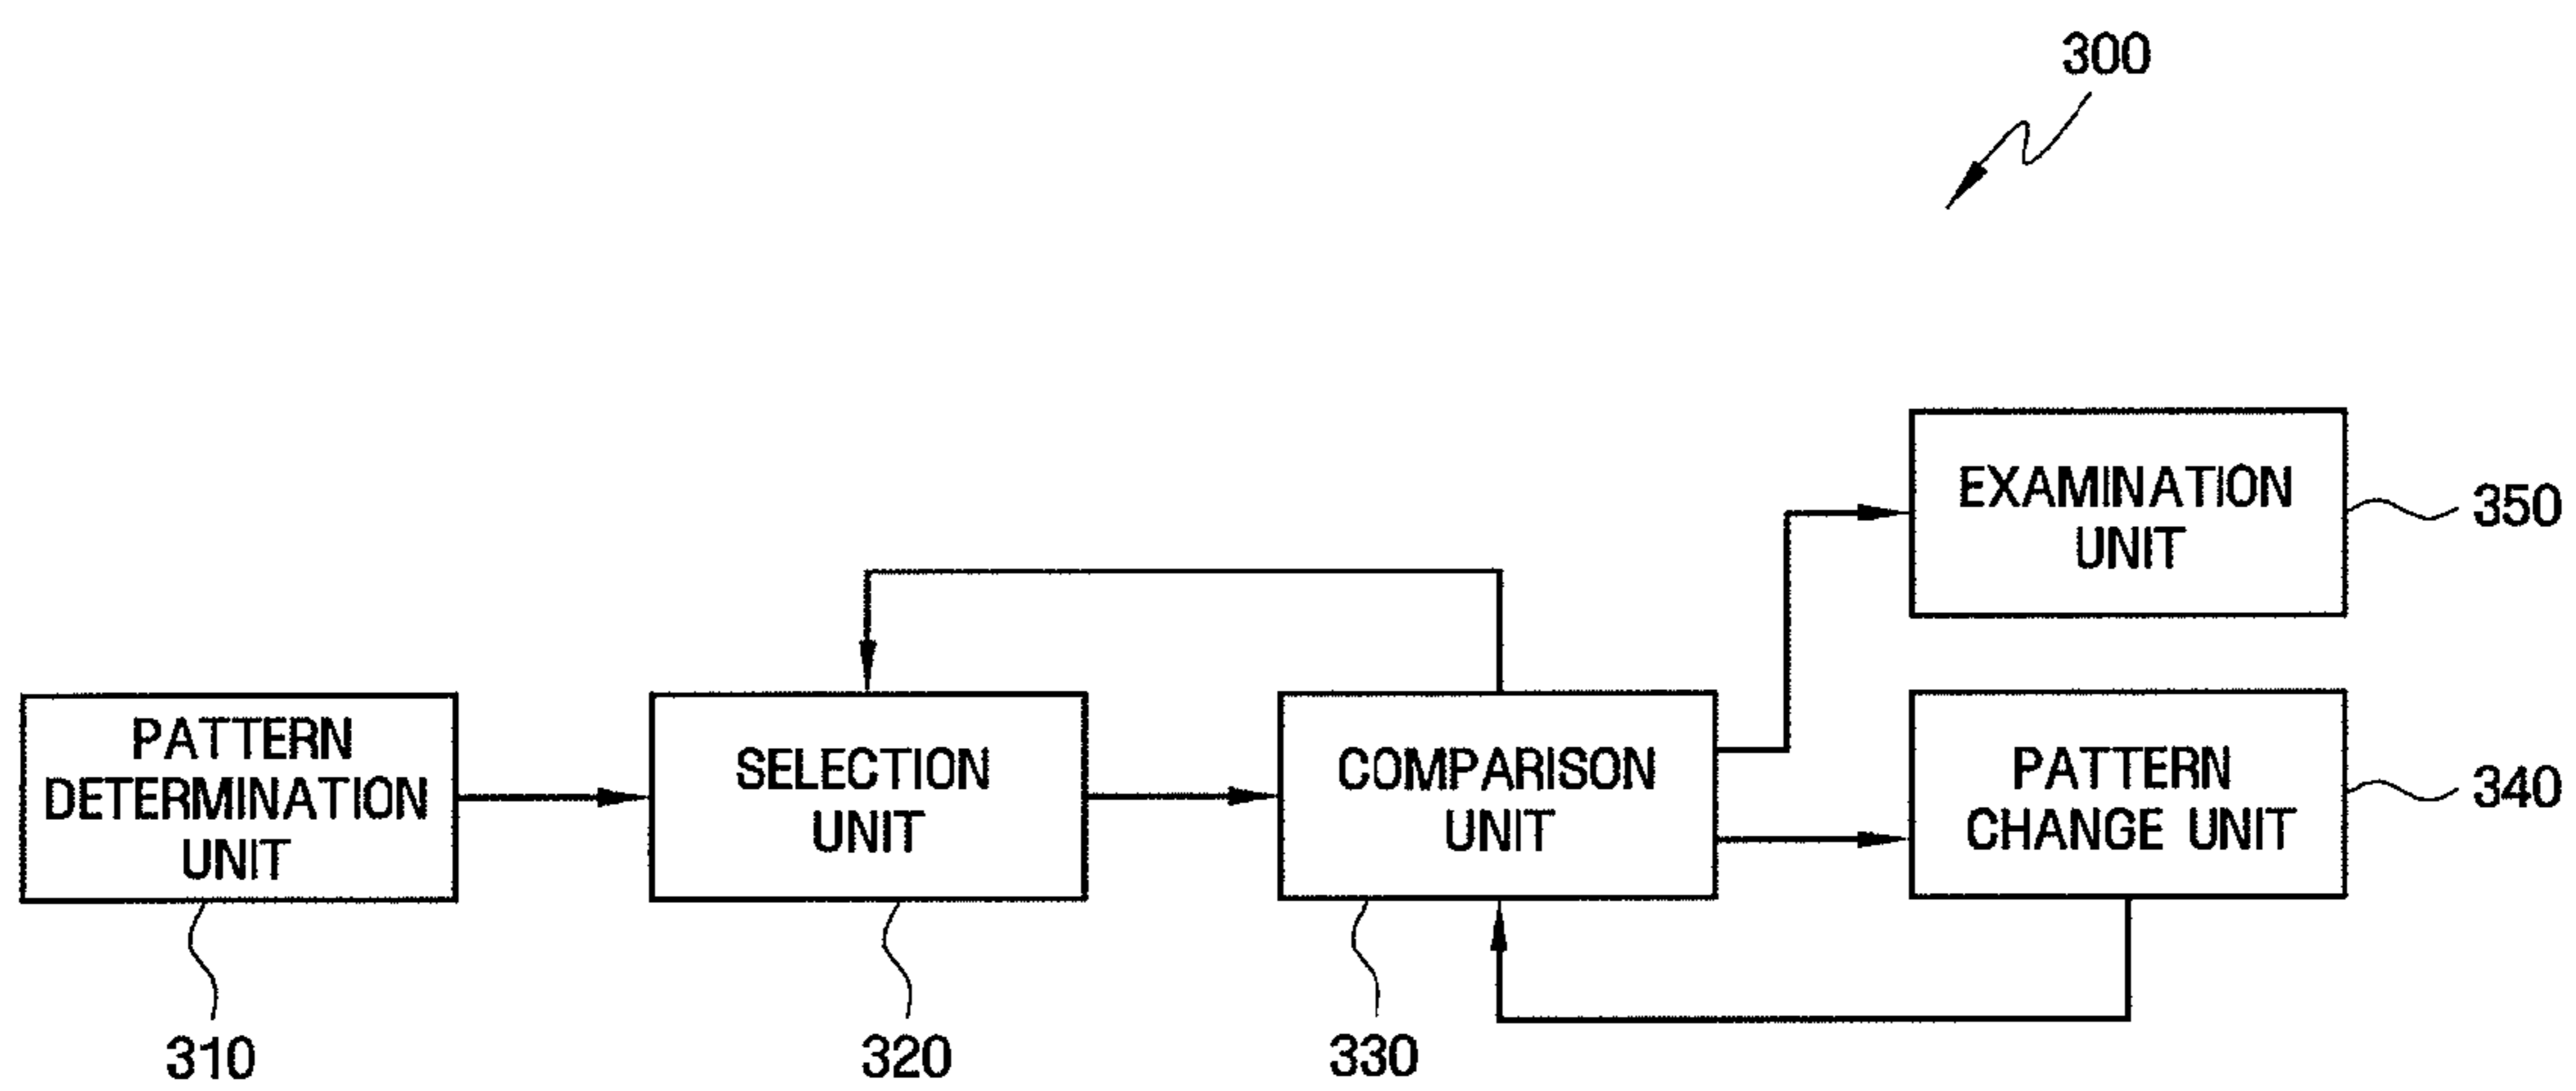 300
EXAMINATION
UNIT
350
PATTERN
DETERMINATION
UNIT
SELECTION
UNIT
COMPARISON
UNIT
PATTERN
CHANGE UNIT
340
310
320
330